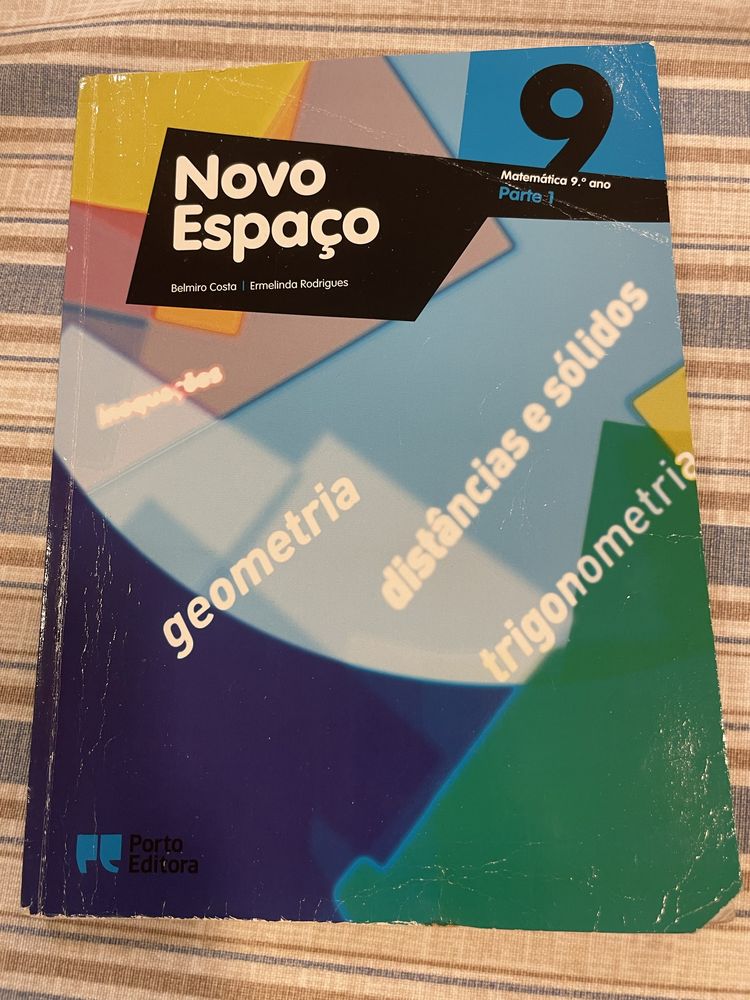 9
Matemática 9.º ano
Parte 1
Novo
Espaço
Belmiro Costa | Ermelinda Rodrigues
inequações
geometria
distâncias e sólidos
trigonometria
Porto
Editora